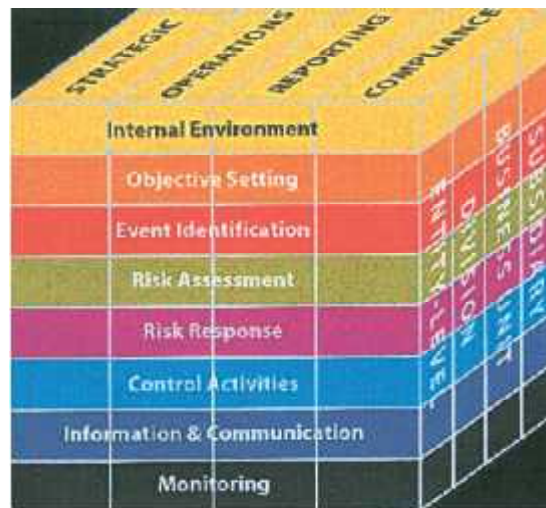 STRATEGIC
OPERATIONS
REPORTING
COMPLIANCE
Internal Environment
Objective Setting
Event Identification
Risk Assessment
Risk Response
Control Activities
Information & Communication
Monitoring
ENTITY-LEVEL
DIVISION
BUSINESS UNIT
SUBSIDIARY